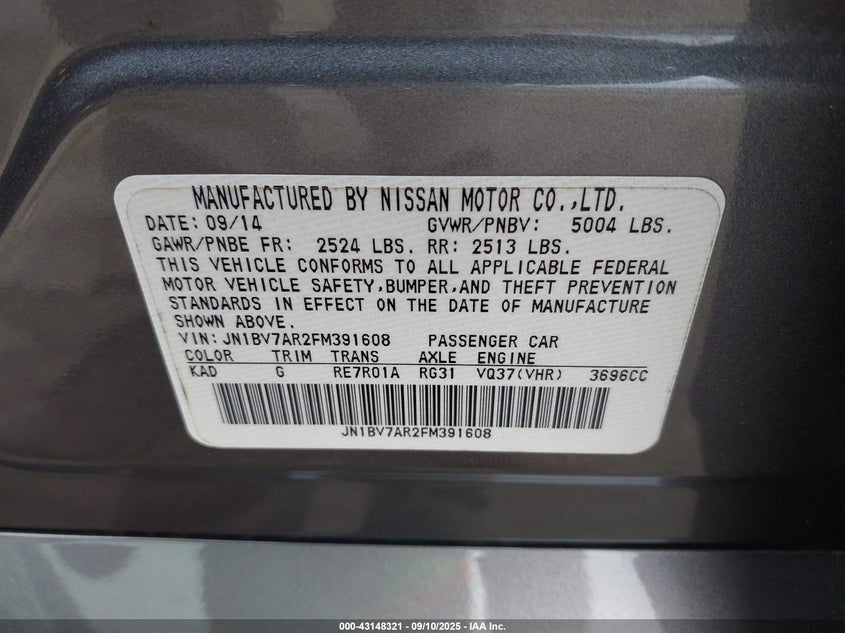 MANUFACTURED BY NISSAN MOTOR CO.,LTD.
DATE: 09/14 GVWR/PNBV: 5004 LBS.
GAWR/PNBE FR: 2524 LBS. RR: 2513 LBS.
THIS VEHICLE CONFORMS TO ALL APPLICABLE FEDERAL
MOTOR VEHICLE SAFETY,BUMPER,AND THEFT PREVENTION
STANDARDS IN EFFECT ON THE DATE OF MANUFACTURE
SHOWN ABOVE.
VIN: JN1BV7AR2FM391608 PASSENGER CAR
COLOR TRIM TRANS AXLE ENGINE
KAD G RE7R01A RG31 VQ37(VHR) 3696CC
JN1BV7AR2FM391608
000-43148321 - 09/10/2025 - IAA Inc.